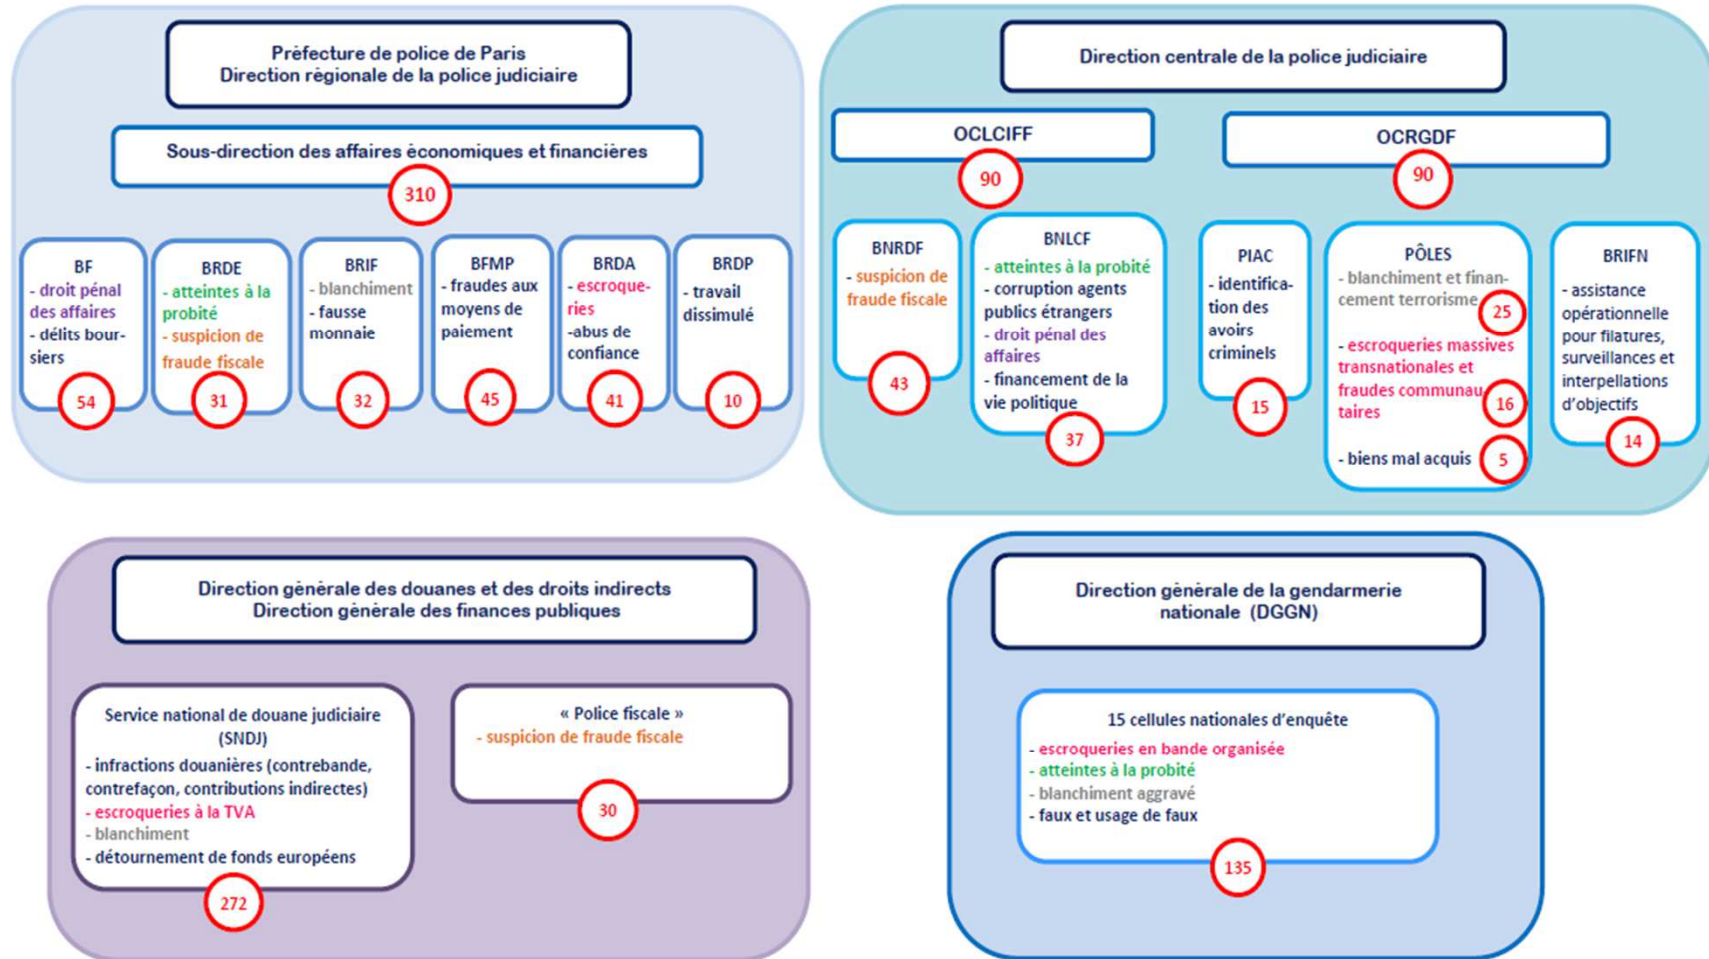 Préfecture de police de Paris
Direction régionale de la police judiciaire
Sous-direction des affaires économiques et financières
310
BF
- droit pénal
des affaires
- délits bour-
siers
54
BRDE
- atteintes à la
probité
- suspicion de
fraude fiscale
31
BRIF
- blanchiment
- fausse
monnaie
32
BFMP
- fraudes aux
moyens de
paiement
45
BRDA
- escroque-
ries
-abus de
confiance
41
BRDP
- travail
dissimulé
10
Direction centrale de la police judiciaire
OCLCIFF
90
BNRDF
- suspicion de
fraude fiscale
43
BNLCF
- atteintes à la probité
- corruption agents
publics étrangers
- droit pénal des
affaires
- financement de la
vie politique
37
OCRGDF
90
PIAC
- identifica-
tion des
avoirs
criminels
15
PÔLES
- blanchiment et finan-
cement terrorisme
25
- escroqueries massives
transnationales et
fraudes communau
taires
16
- biens mal acquis
5
BRIFN
- assistance
opérationnelle
pour filatures,
surveillances et
interpellations
d'objectifs
14
Direction générale des douanes et des droits indirects
Direction générale des finances publiques
Service national de douane judiciaire
(SNDJ)
- infractions douanières (contrebande,
contrefaçon, contributions indirectes)
- escroqueries à la TVA
- blanchiment
- détournement de fonds européens
272
« Police fiscale »
- suspicion de fraude fiscale
30
Direction générale de la gendarmerie
nationale (DGGN)
15 cellules nationales d'enquête
- escroqueries en bande organisée
- atteintes à la probité
- blanchiment aggravé
- faux et usage de faux
135